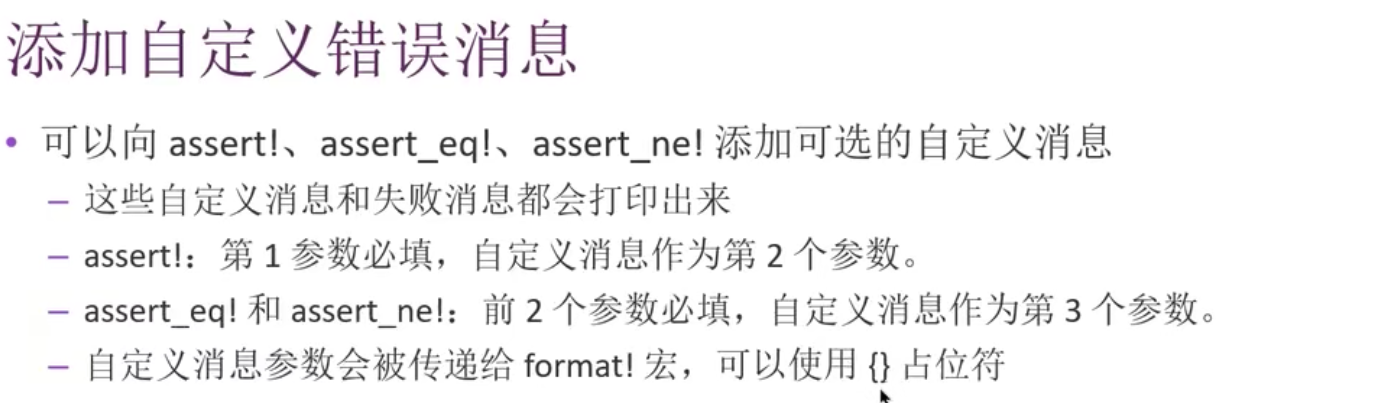 添加自定义错误消息
• 可以向 assert!、assert_eq!、assert_ne! 添加可选的自定义消息
– 这些自定义消息和失败消息都会打印出来
– assert!：第 1 参数必填，自定义消息作为第 2 个参数。
– assert_eq! 和 assert_ne!：前 2 个参数必填，自定义消息作为第 3 个参数。
– 自定义消息参数会被传递给 format! 宏，可以使用 {} 占位符